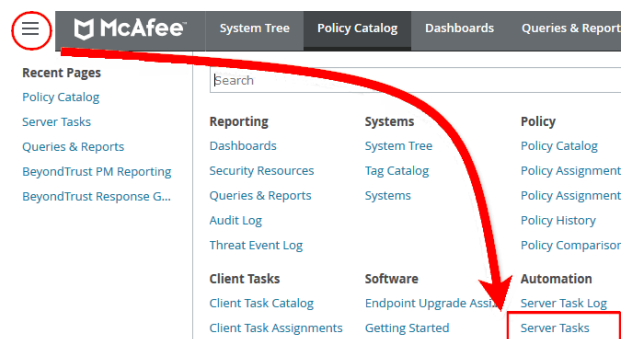 McAfee™
System Tree
Policy Catalog
Dashboards
Queries & Report
Recent Pages
Policy Catalog
Server Tasks
Queries & Reports
BeyondTrust PM Reporting
BeyondTrust Response G...
Search
Reporting
Dashboards
Security Resources
Queries & Reports
Audit Log
Threat Event Log
Systems
System Tree
Tag Catalog
Systems
Policy
Policy Catalog
Policy Assignment
Policy Assignment
Policy History
Policy Comparison
Client Tasks
Client Task Catalog
Client Task Assignments
Software
Endpoint Upgrade Assi...
Getting Started
Automation
Server Task Log
Server Tasks